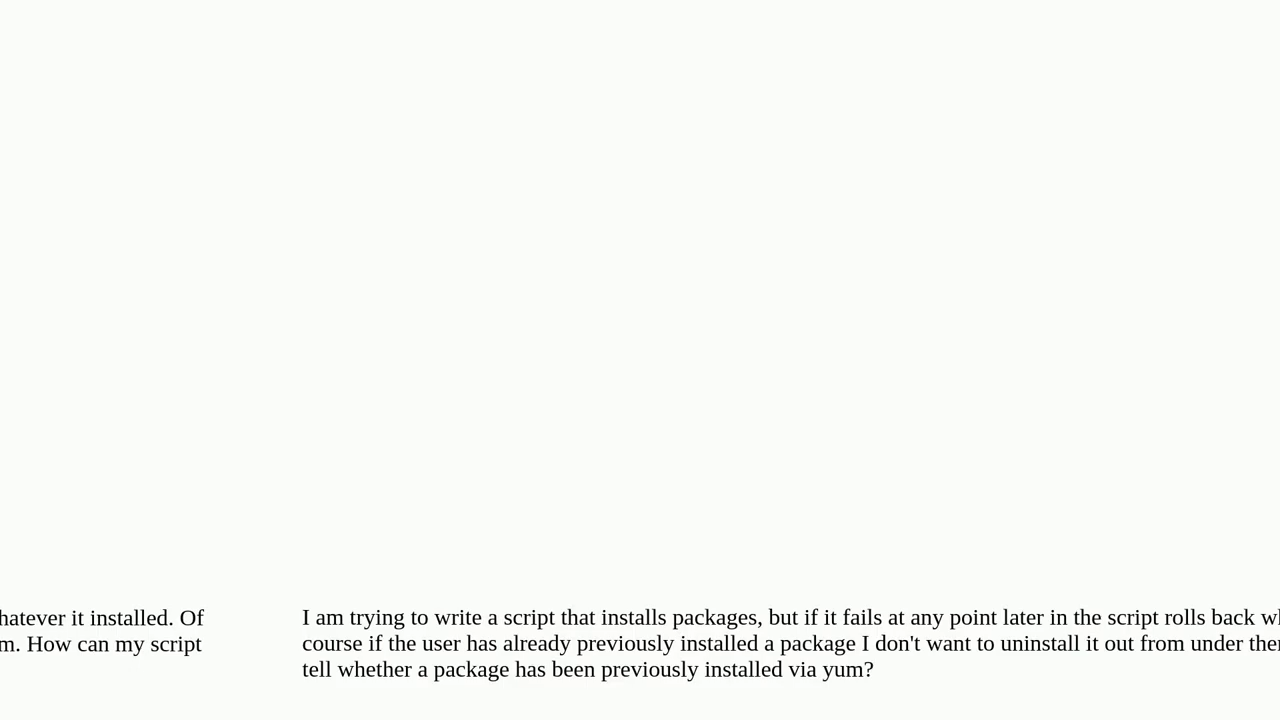 hatever it installed. Of
m. How can my script
I am trying to write a script that installs packages, but if it fails at any point later in the script rolls back wh
course if the user has already previously installed a package I don't want to uninstall it out from under ther
tell whether a package has been previously installed via yum?